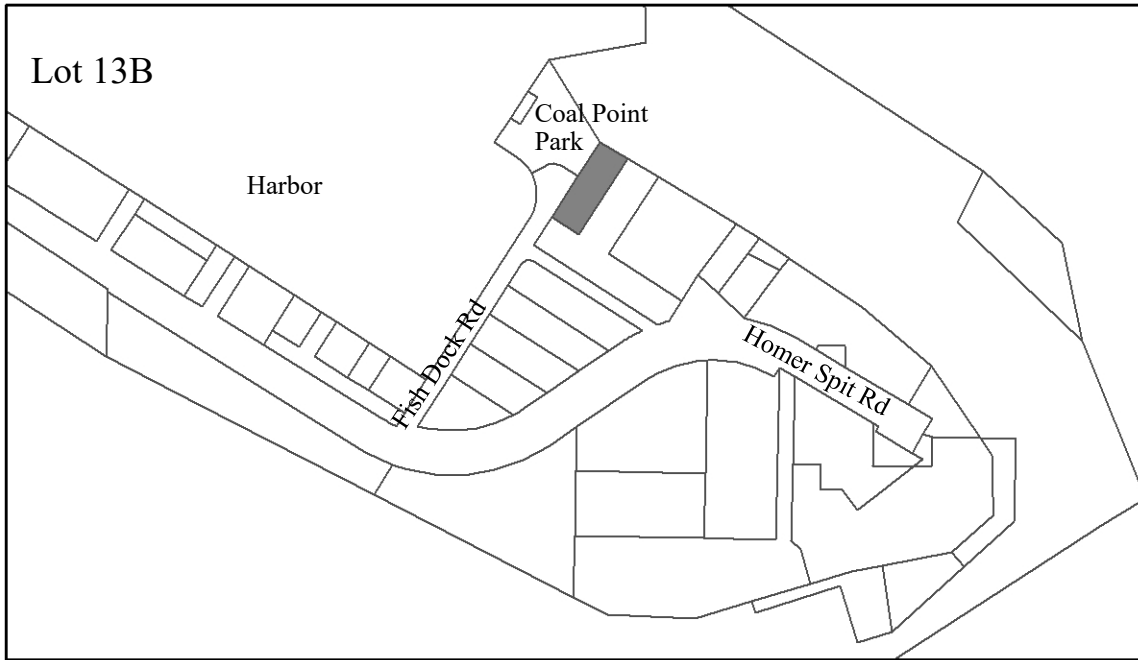 Lot 13B
Coal Point
Park
Harbor
Fish Dock Rd
Homer Spit Rd